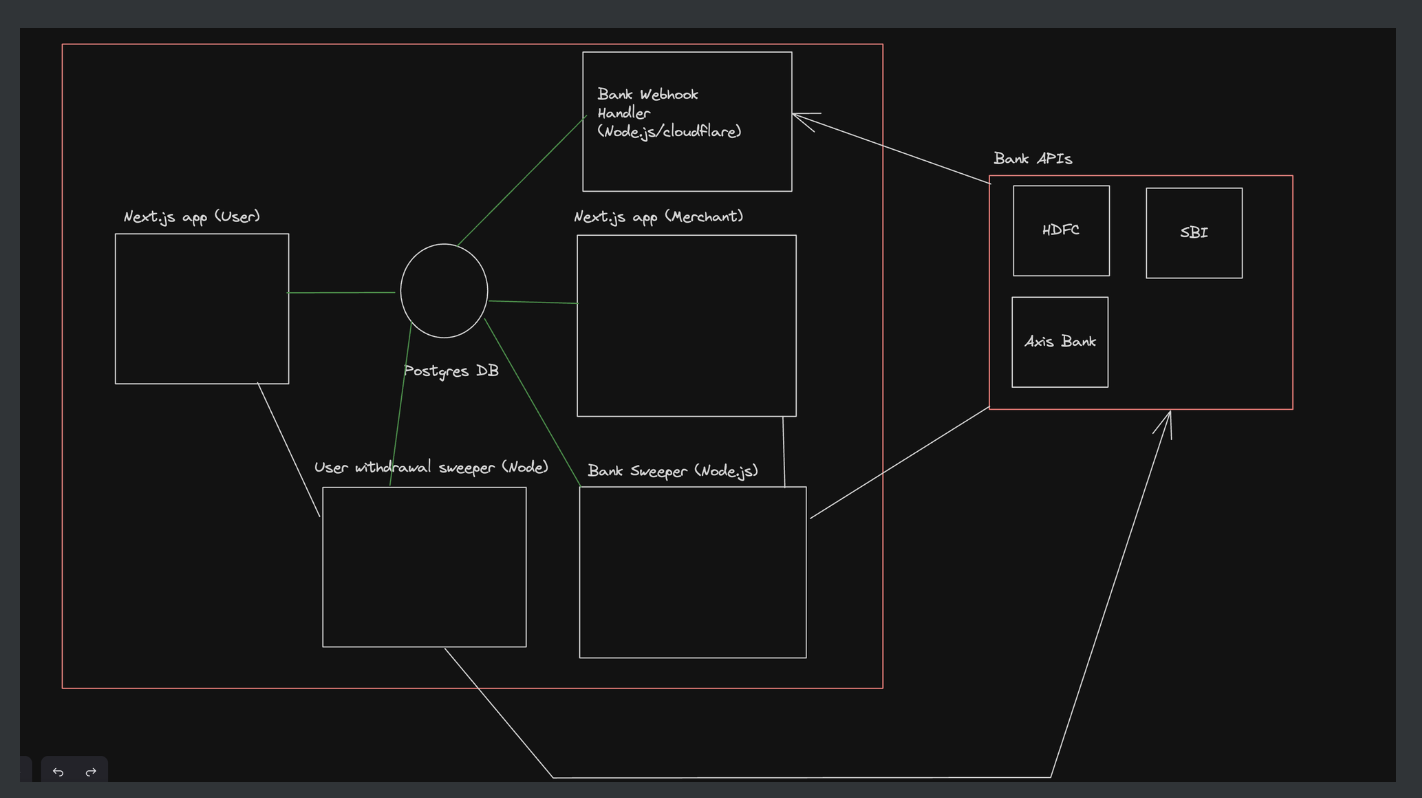 Bank Webhook
Handler
(Node.js/cloudflare)
Bank APIs
HDFC
SBI
Axis Bank
Next.js app (User)
Next.js app (Merchant)
Postgres DB
User withdrawal sweeper (Node)
Bank Sweeper (Node.js)